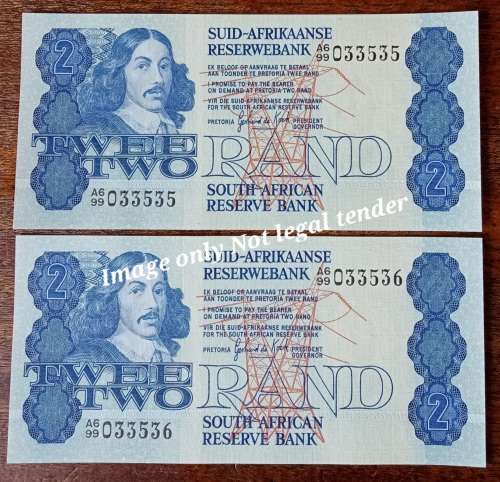 2
SUID-AFRIKAANSE
RESERWEBANK
A6
99 033535
EK BELOOF OP AANVRAAG TE BETAAL
AAN TOONDER TE PRETORIA TWEE RAND
I PROMISE TO PAY THE BEARER
ON DEMAND AT PRETORIA TWO RAND
VIR DIE SUID-AFRIKAANSE RESERWEBANK
FOR THE SOUTH AFRICAN RESERVE BANK
PRETORIA PRESIDENT
GOVERNOR
TWEE
TWO
RAND
2
A6
99 033535
SOUTH AFRICAN
RESERVE BANK
Image only Not legal tender
2
SUID-AFRIKAANSE
RESERWEBANK
A6
99 033536
EK BELOOF OP AANVRAAG TE BETAAL
AAN TOONDER TE PRETORIA TWEE RAND
I PROMISE TO PAY THE BEARER
ON DEMAND AT PRETORIA TWO RAND
VIR DIE SUID-AFRIKAANSE RESERWEBANK
FOR THE SOUTH AFRICAN RESERVE BANK
PRETORIA PRESIDENT
GOVERNOR
TWEE
TWO
RAND
2
A6
99 033536
SOUTH AFRICAN
RESERVE BANK